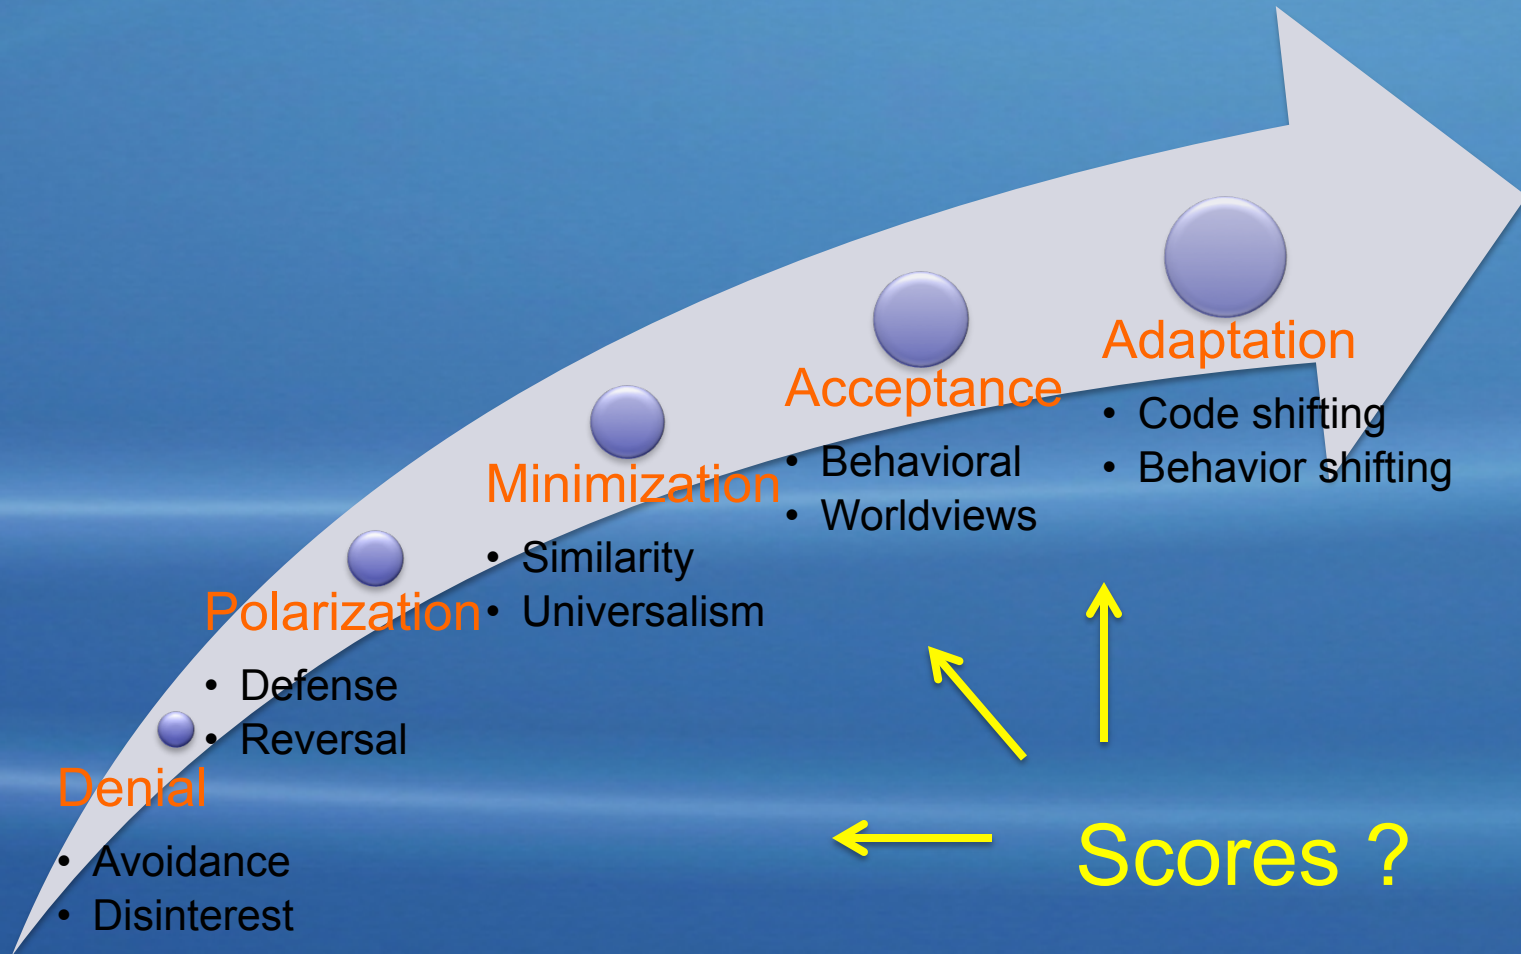 Denial
• Avoidance
• Disinterest
Polarization
• Defense
• Reversal
Minimization
• Similarity
• Universalism
Acceptance
• Behavioral
• Worldviews
Adaptation
• Code shifting
• Behavior shifting
Scores ?